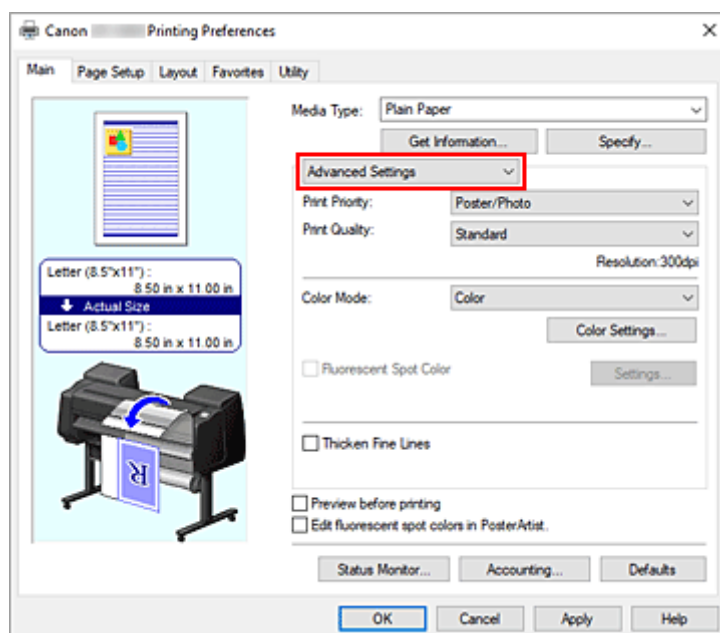 Canon Printing Preferences
Main Page Setup Layout Favorites Utility
Media Type: Plain Paper
Get Information... Specify...
Advanced Settings
Print Priority: Poster/Photo
Print Quality: Standard
Resolution:300dpi
Letter (8.5"x11") :
8.50 in x 11.00 in
Actual Size
Letter (8.5"x11") :
8.50 in x 11.00 in
Color Mode: Color
Color Settings...
Fluorescent Spot Color Settings...
R
Thicken Fine Lines
Preview before printing
Edit fluorescent spot colors in PosterArtist.
Status Monitor... Accounting... Defaults
OK Cancel Apply Help